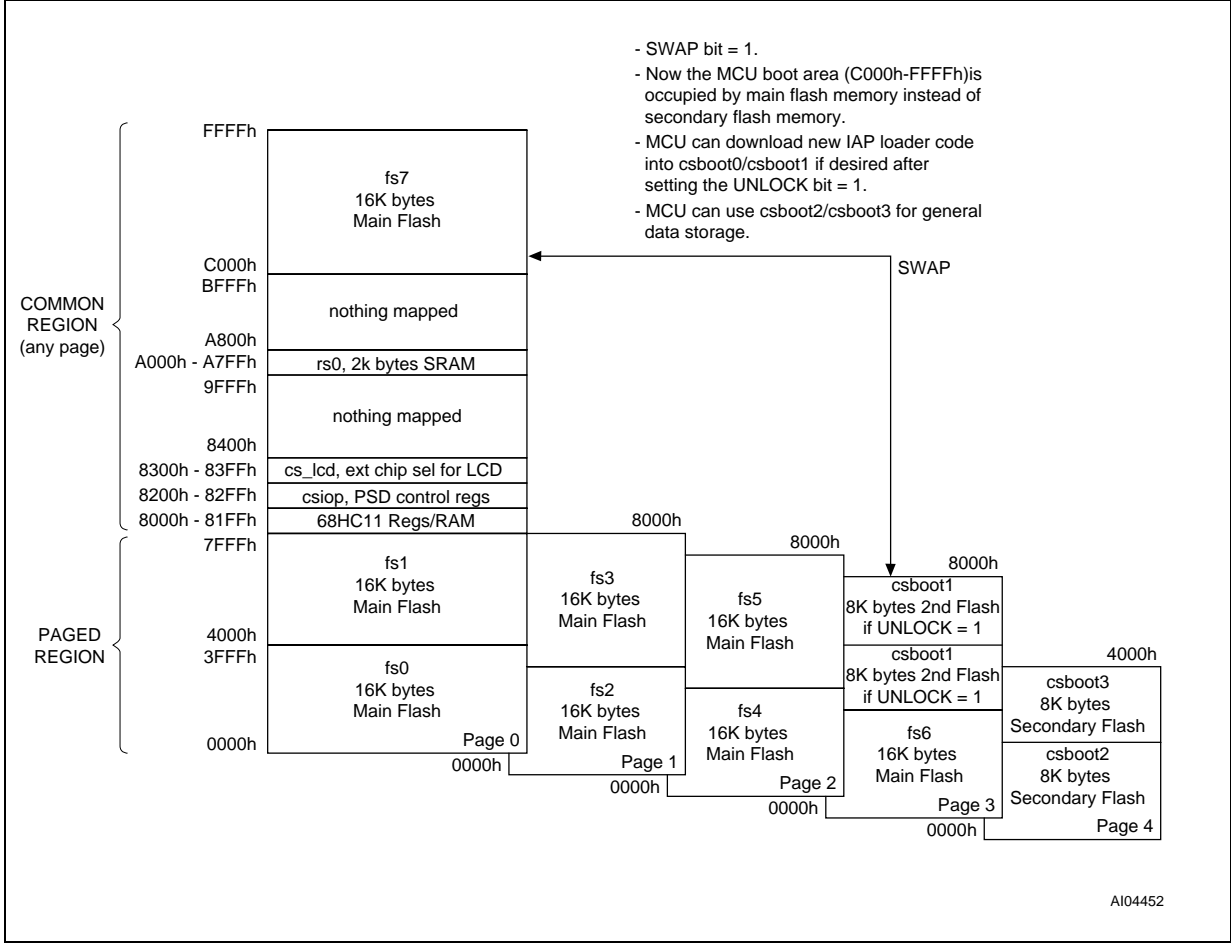 - SWAP bit = 1.
- Now the MCU boot area (C000h-FFFFh)is
occupied by main flash memory instead of
secondary flash memory.
- MCU can download new IAP loader code
into csboot0/csboot1 if desired after
setting the UNLOCK bit = 1.
- MCU can use csboot2/csboot3 for general
data storage.
SWAP
COMMON
REGION
(any page)
FFFFh
fs7
16K bytes
Main Flash
C000h
BFFFh
nothing mapped
A800h
A000h - A7FFh
rs0, 2k bytes SRAM
9FFFh
nothing mapped
8400h
8300h - 83FFh
cs_lcd, ext chip sel for LCD
8200h - 82FFh
csiop, PSD control regs
8000h - 81FFh
68HC11 Regs/RAM
PAGED
REGION
7FFFh
fs1
16K bytes
Main Flash
4000h
3FFFh
fs0
16K bytes
Main Flash
0000h
Page 0
8000h
fs3
16K bytes
Main Flash
fs2
16K bytes
Main Flash
Page 1
0000h
8000h
fs5
16K bytes
Main Flash
fs4
16K bytes
Main Flash
Page 2
0000h
8000h
csboot1
8K bytes 2nd Flash
if UNLOCK = 1
csboot1
8K bytes 2nd Flash
if UNLOCK = 1
fs6
16K bytes
Main Flash
Page 3
0000h
4000h
csboot3
8K bytes
Secondary Flash
csboot2
8K bytes
Secondary Flash
Page 4
0000h
AI04452